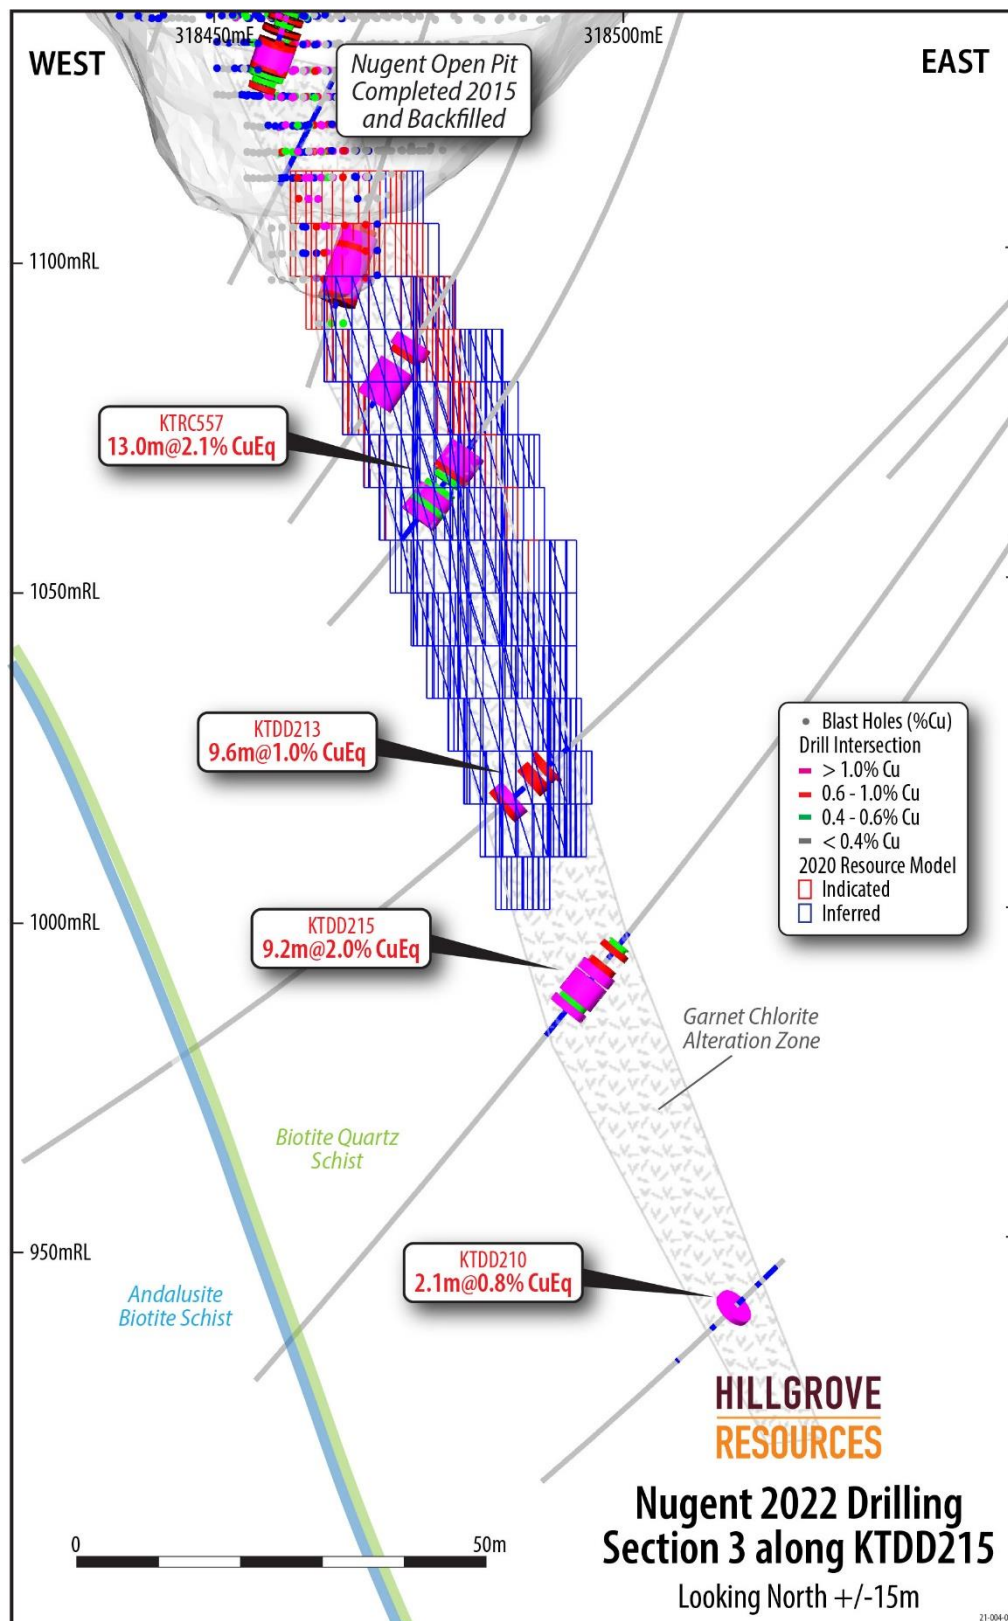 318450mE
318500mE
WEST
EAST
Nugent Open Pit
Completed 2015
and Backfilled
1100mRL
KTRC557
13.0m@2.1% CuEq
1050mRL
KTDD213
9.6m@1.0% CuEq
• Blast Holes (%Cu)
Drill Intersection
> 1.0% Cu
0.6 - 1.0% Cu
0.4 - 0.6% Cu
< 0.4% Cu
2020 Resource Model
Indicated
Inferred
1000mRL
KTDD215
9.2m@2.0% CuEq
Garnet Chlorite
Alteration Zone
Biotite Quartz
Schist
950mRL
KTDD210
2.1m@0.8% CuEq
Andalusite
Biotite Schist
HILLGROVE
RESOURCES
Nugent 2022 Drilling
Section 3 along KTDD215
Looking North +/-15m
0
50m